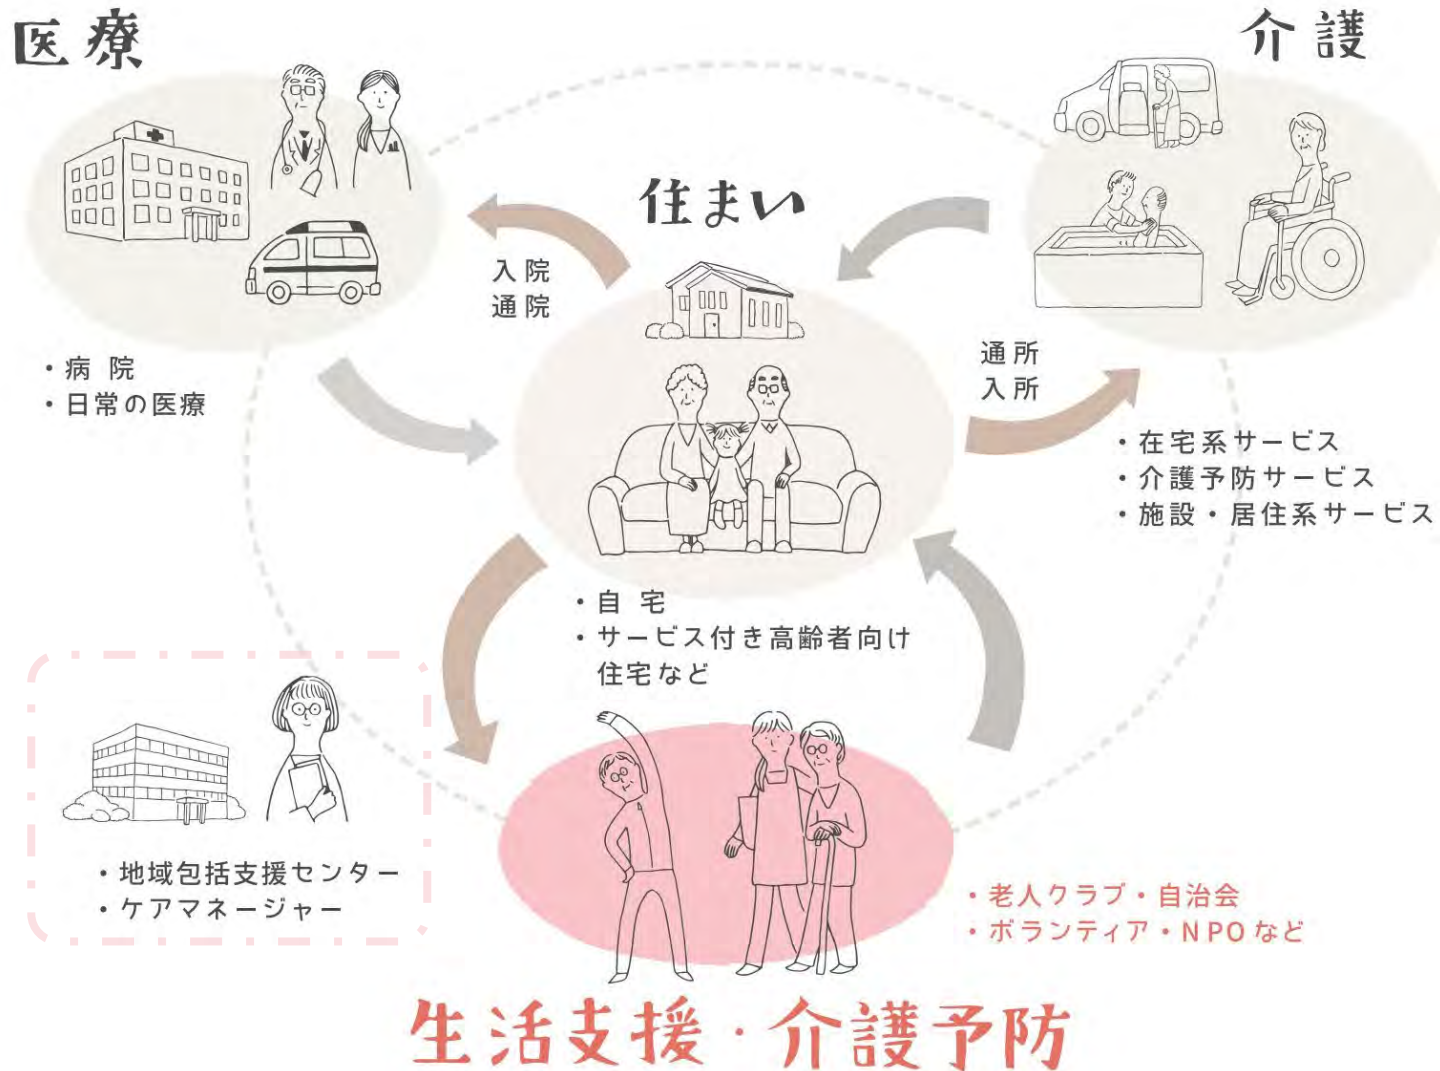 医療
介護
住まい
入院
通院
・病 院
・日常の医療
通所
入所
・在宅系サービス
・介護予防サービス
・施設・居住系サービス
・自 宅
・サービス付き高齢者向け
住宅など
・地域包括支援センター
・ケアマネージャー
・老人クラブ・自治会
・ボランティア・NPOなど
生活支援・介護予防